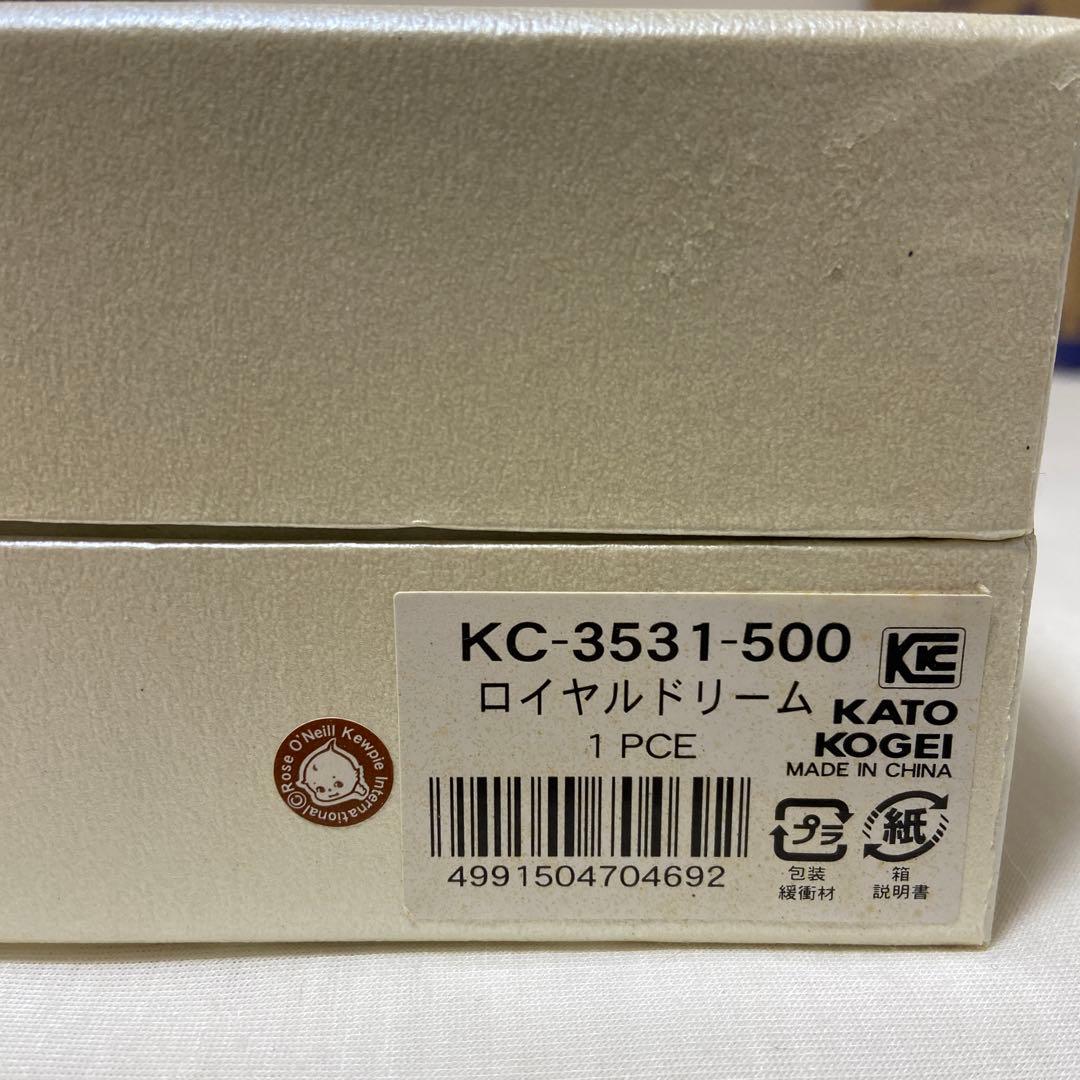 KC-3531-500
KC
ロイヤルドリーム
KATO
KOGEI
1 PCE
MADE IN CHINA
4991504704692
プラ
包装
緩衝材
紙
箱
説明書
©Rose O'Neill Kewpie International